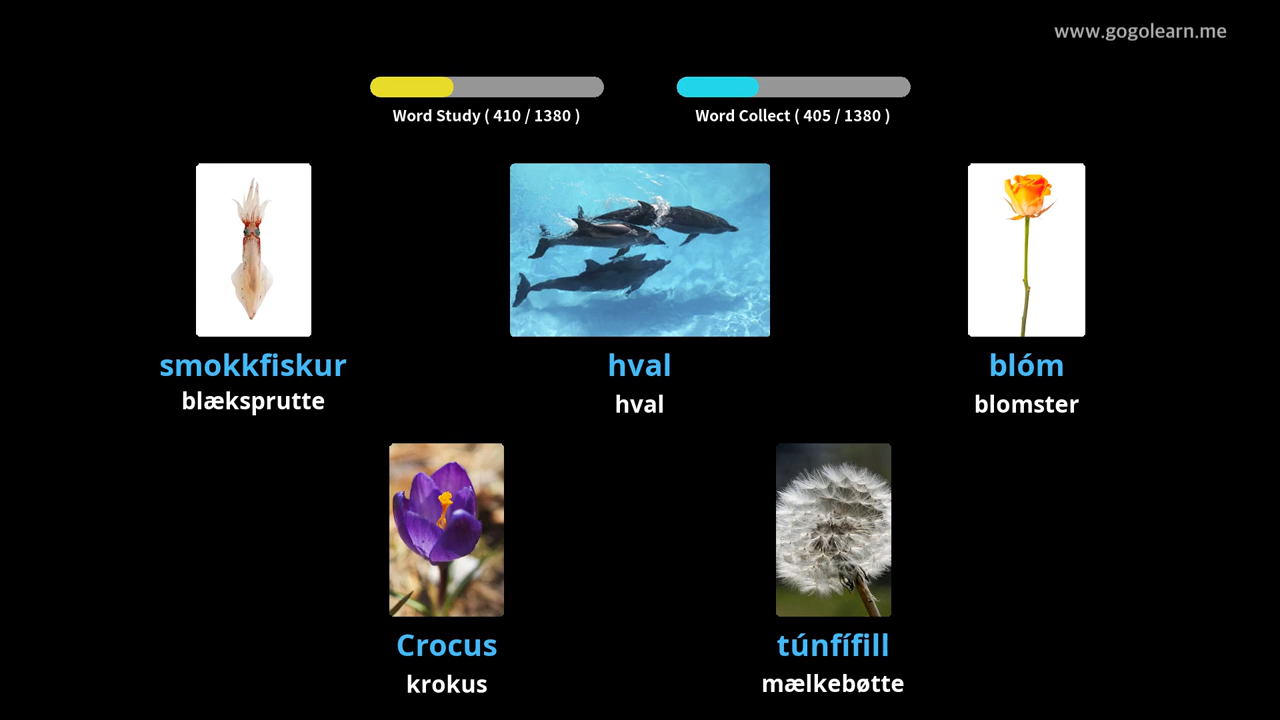 www.gogolearn.me
Word Study ( 410 / 1380 )
Word Collect ( 405 / 1380 )
smokkfiskur
hval
blóm
blæksprutte
hval
blomster
Crocus
túnfífill
krokus
mælkebøtte